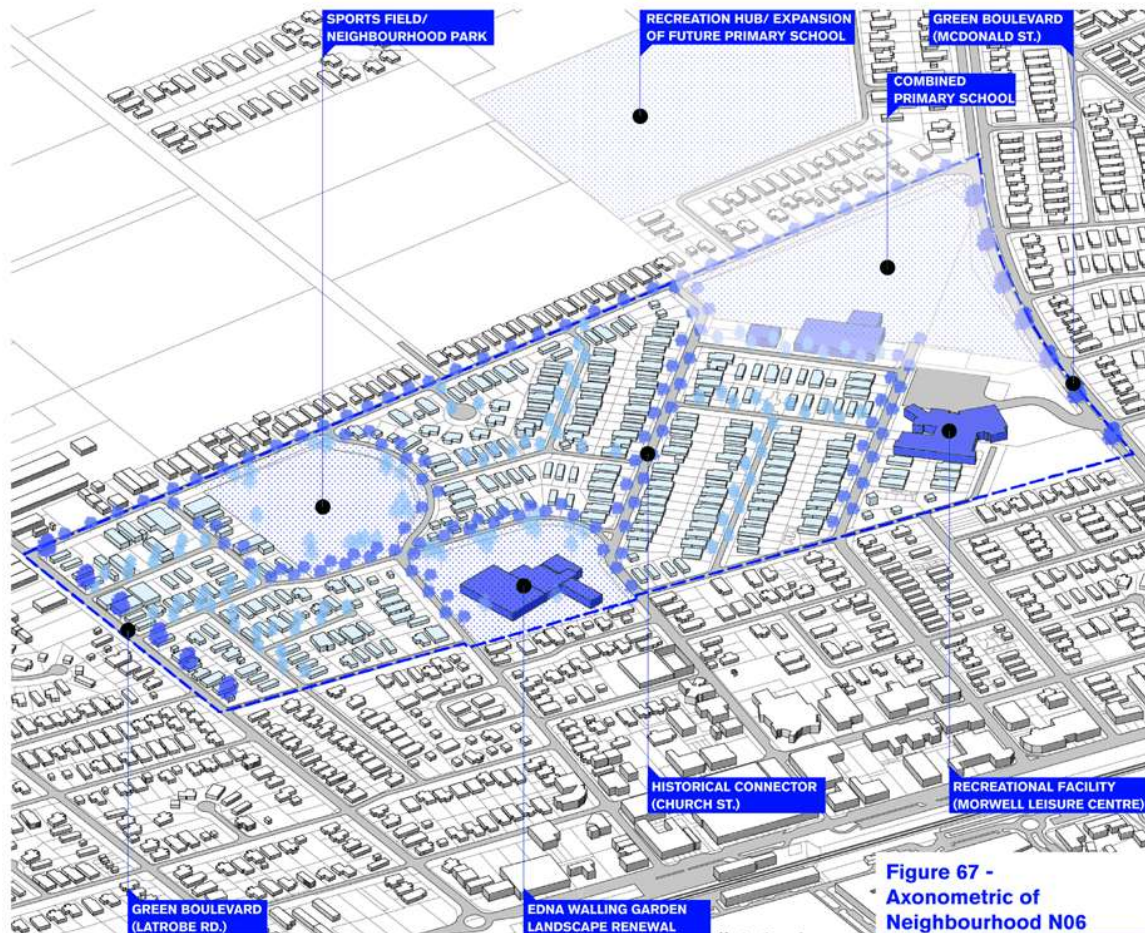 SPORTS FIELD/
NEIGHBOURHOOD PARK
RECREATION HUB/ EXPANSION
OF FUTURE PRIMARY SCHOOL
GREEN BOULEVARD
(MCDONALD ST.)
COMBINED
PRIMARY SCHOOL
HISTORICAL CONNECTOR
(CHURCH ST.)
RECREATIONAL FACILITY
(MORWELL LEISURE CENTRE)
GREEN BOULEVARD
(LATROBE RD.)
EDNA WALLING GARDEN
LANDSCAPE RENEWAL
Figure 67 -
Axonometric of
Neighbourhood N06